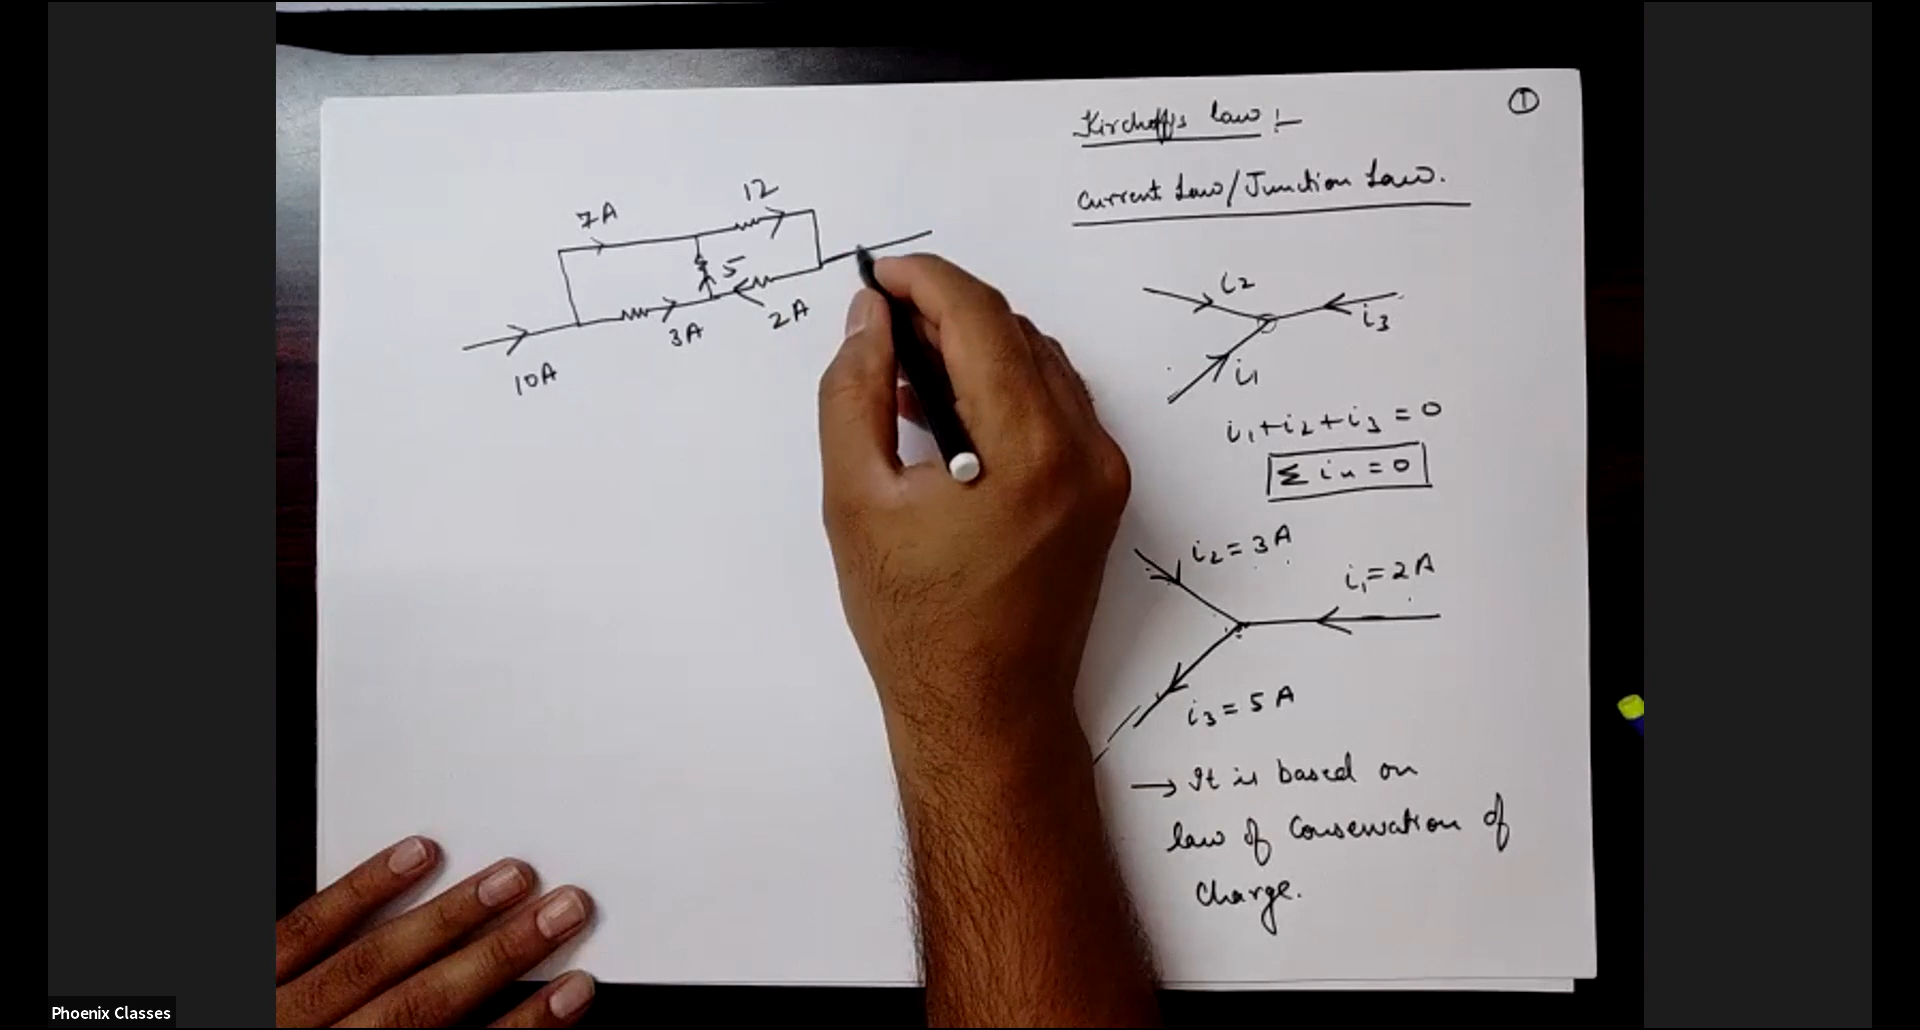 ①
Kirchoffs law :-
Current Law/Junction Law.
7A
12
5
3A
2A
10A
i2
i3
i1
i1+i2+i3 = 0
Σ in = 0
i2 = 3A
i1 = 2A
i3 = 5A
→ It is based on
law of Conservation of
Charge.
Phoenix Classes